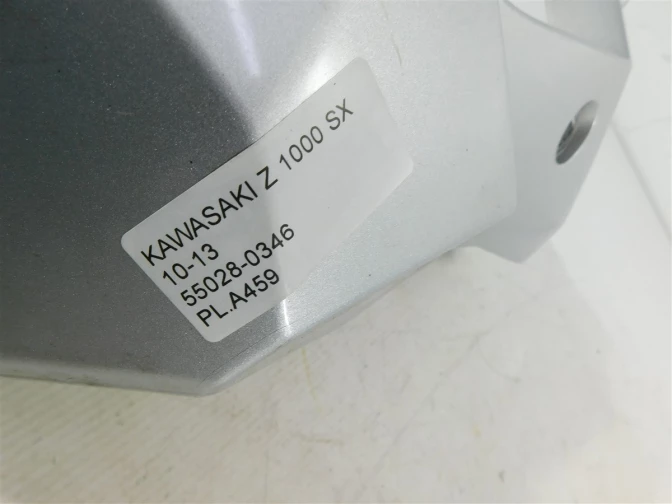 KAWASAKI Z 1000 SX
10-13
55028-0346
PL.A459